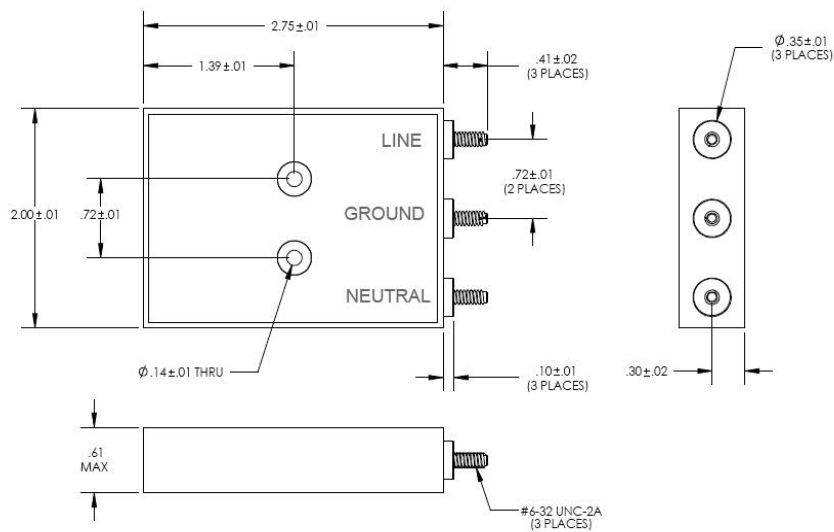 2.75±.01
1.39±.01
.41±.02
(3 PLACES)
Ø.35±.01
(3 PLACES)
LINE
.72±.01
(2 PLACES)
2.00±.01
.72±.01
GROUND
NEUTRAL
Ø.14±.01 THRU
.10±.01
(3 PLACES)
.30±.02
.61
MAX
#6-32 UNC-2A
(3 PLACES)